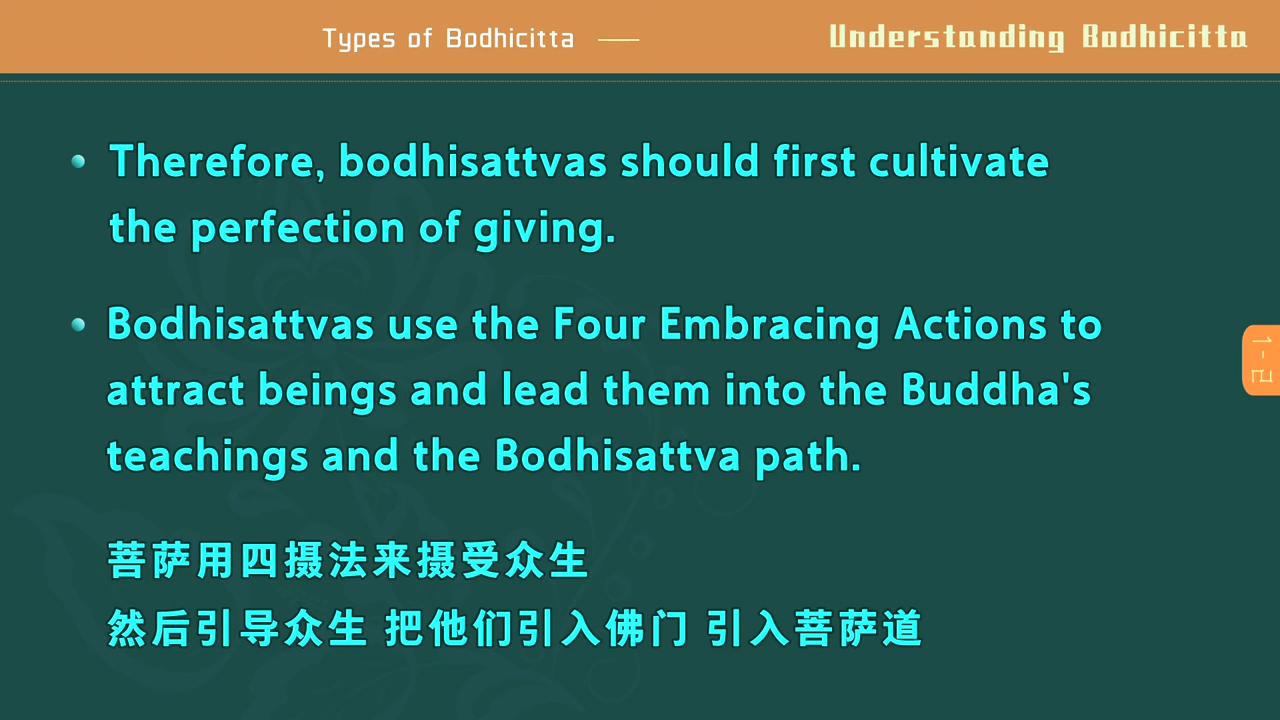 Types of Bodhicitta
Understanding Bodhicitta
Therefore, bodhisattvas should first cultivate
the perfection of giving.
Bodhisattvas use the Four Embracing Actions to
attract beings and lead them into the Buddha's
teachings and the Bodhisattva path.
菩萨用四摄法来摄受众生
然后引导众生 把他们引入佛门 引入菩萨道